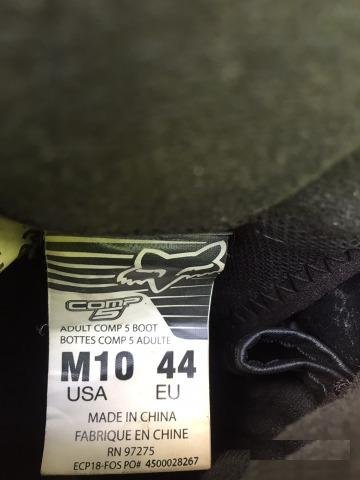 COMP
5
ADULT COMP 5 BOOT
BOTTES COMP 5 ADULTE
M10 44
USA EU
MADE IN CHINA
FABRIQUE EN CHINE
RN 97275
ECP18-FOS PO# 4500028267